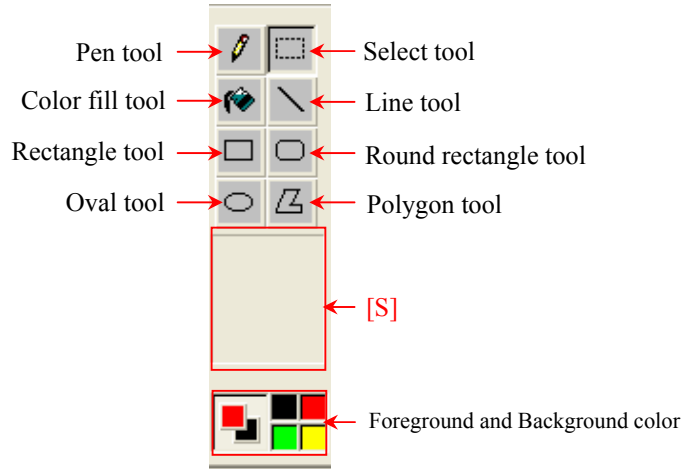 Pen tool
Select tool
Color fill tool
Line tool
Rectangle tool
Round rectangle tool
Oval tool
Polygon tool
[S]
Foreground and Background color